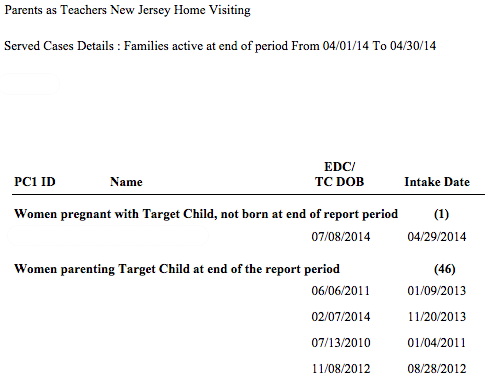 Parents as Teachers New Jersey Home Visiting
Served Cases Details : Families active at end of period From 04/01/14 To 04/30/14
EDC/
PC1 ID Name TC DOB Intake Date
Women pregnant with Target Child, not born at end of report period (1)
07/08/2014 04/29/2014
Women parenting Target Child at end of the report period (46)
06/06/2011 01/09/2013
02/07/2014 11/20/2013
07/13/2010 01/04/2011
11/08/2012 08/28/2012